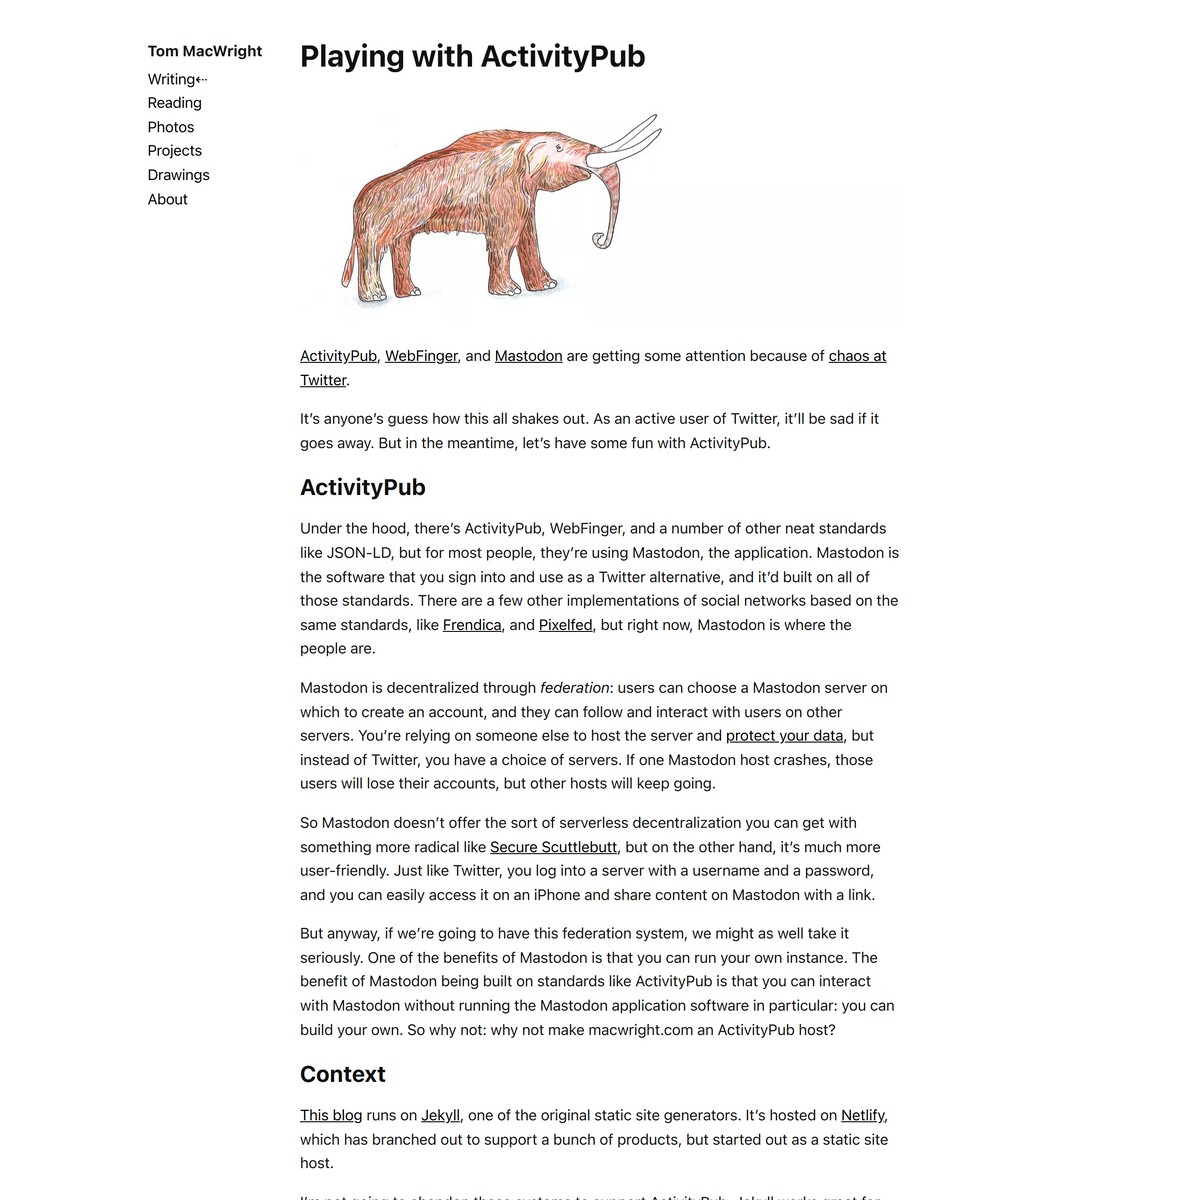 Tom MacWright
Writing⇠
Reading
Photos
Projects
Drawings
About
Playing with ActivityPub
ActivityPub, WebFinger, and Mastodon are getting some attention because of chaos at
Twitter.
It’s anyone’s guess how this all shakes out. As an active user of Twitter, it’ll be sad if it
goes away. But in the meantime, let’s have some fun with ActivityPub.
ActivityPub
Under the hood, there’s ActivityPub, WebFinger, and a number of other neat standards
like JSON-LD, but for most people, they’re using Mastodon, the application. Mastodon is
the software that you sign into and use as a Twitter alternative, and it’d built on all of
those standards. There are a few other implementations of social networks based on the
same standards, like Frendica, and Pixelfed, but right now, Mastodon is where the
people are.
Mastodon is decentralized through federation: users can choose a Mastodon server on
which to create an account, and they can follow and interact with users on other
servers. You’re relying on someone else to host the server and protect your data, but
instead of Twitter, you have a choice of servers. If one Mastodon host crashes, those
users will lose their accounts, but other hosts will keep going.
So Mastodon doesn’t offer the sort of serverless decentralization you can get with
something more radical like Secure Scuttlebutt, but on the other hand, it’s much more
user-friendly. Just like Twitter, you log into a server with a username and a password,
and you can easily access it on an iPhone and share content on Mastodon with a link.
But anyway, if we’re going to have this federation system, we might as well take it
seriously. One of the benefits of Mastodon is that you can run your own instance. The
benefit of Mastodon being built on standards like ActivityPub is that you can interact
with Mastodon without running the Mastodon application software in particular: you can
build your own. So why not: why not make macwright.com an ActivityPub host?
Context
This blog runs on Jekyll, one of the original static site generators. It’s hosted on Netlify,
which has branched out to support a bunch of products, but started out as a static site
host.